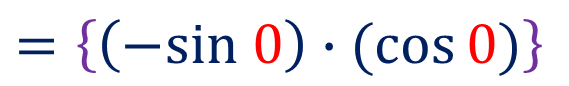 = {(−sin 0) · (cos 0)}